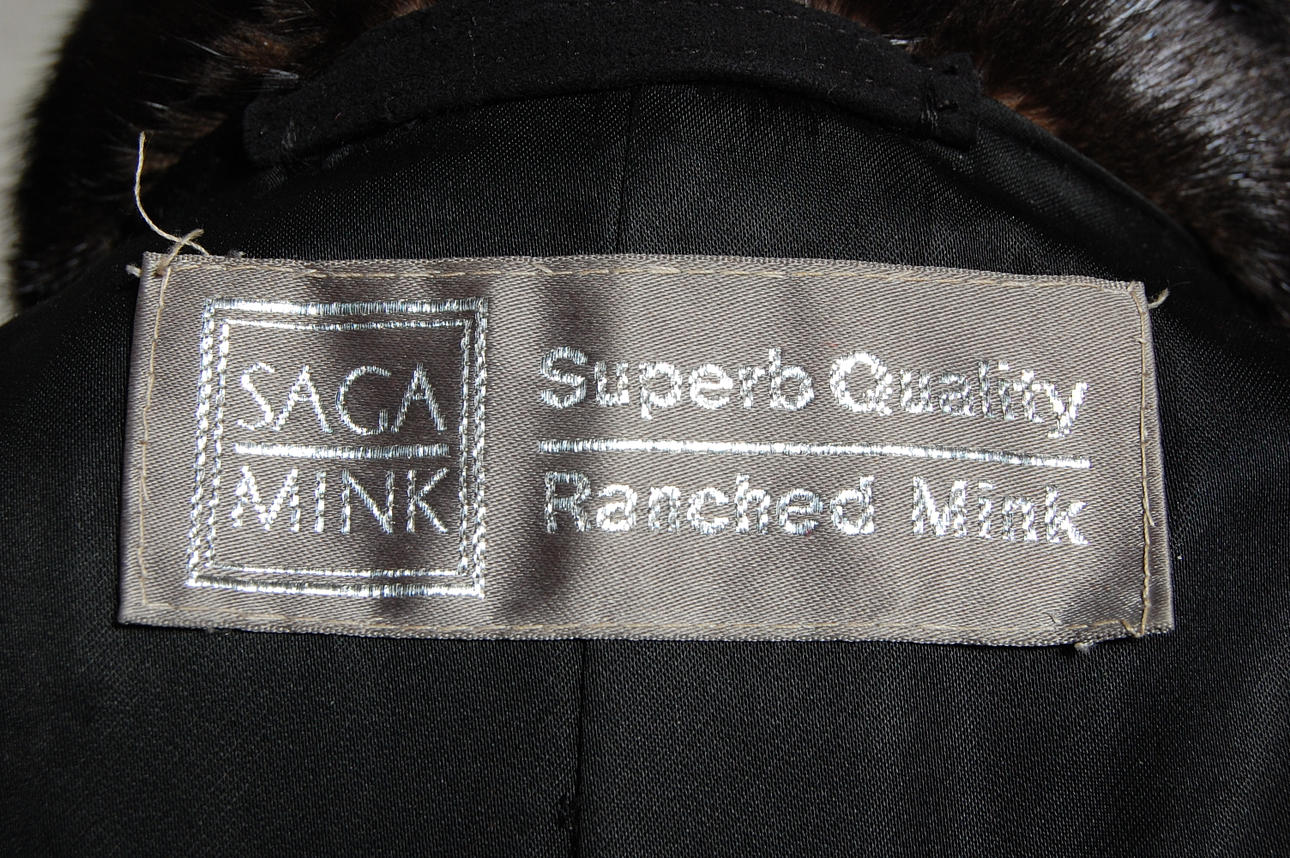 SAGA
MINK
Superb Quality
Ranched Mink